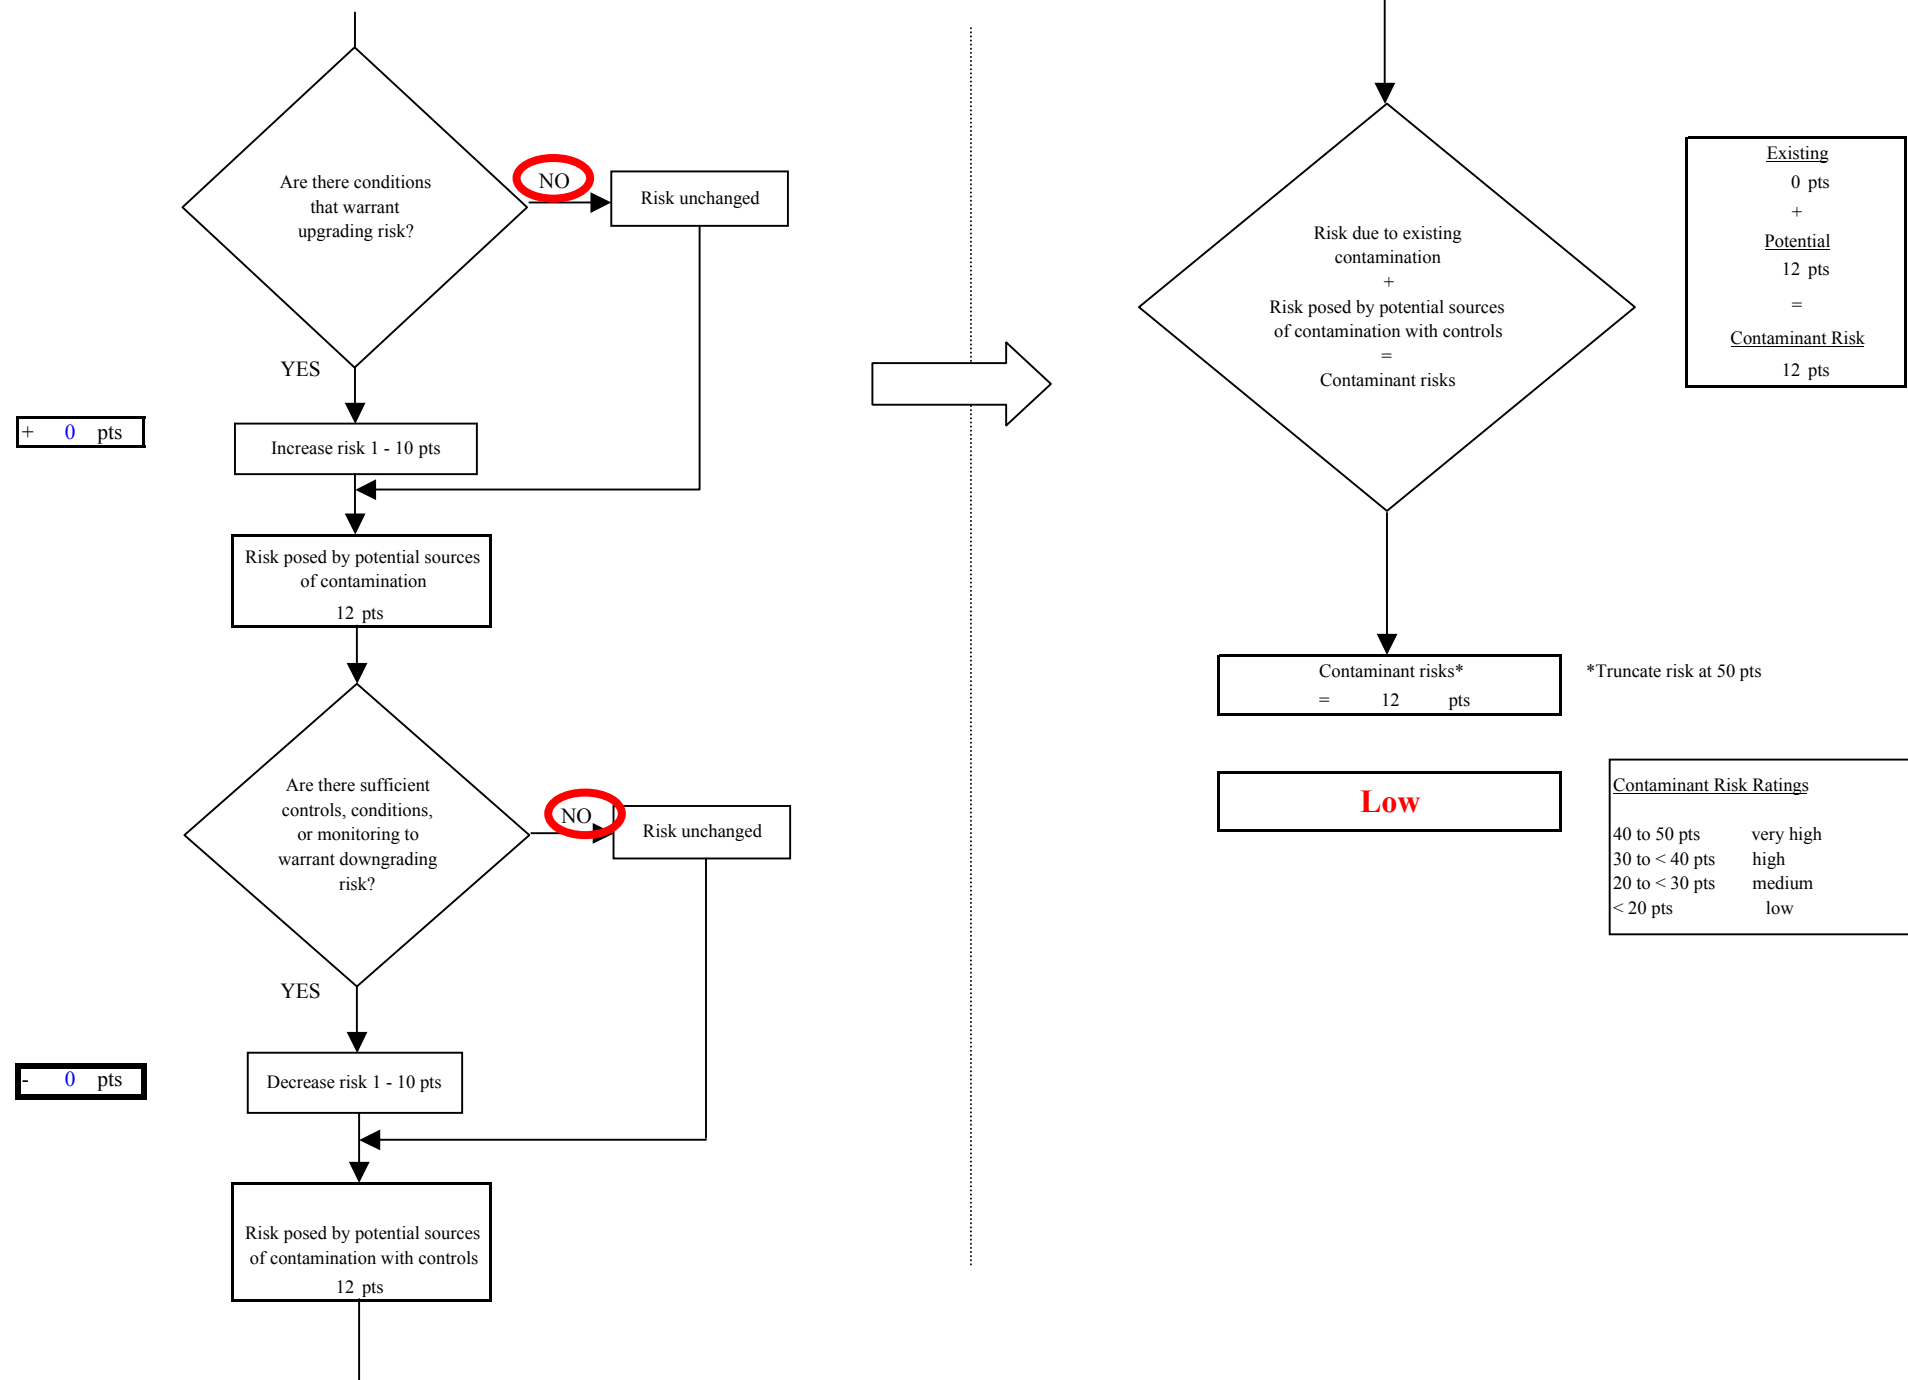 Are there conditions
that warrant
upgrading risk?
NO
Risk unchanged
YES
+ 0 pts
Increase risk 1 - 10 pts
Risk posed by potential sources
of contamination
12 pts
Are there sufficient
controls, conditions,
or monitoring to
warrant downgrading
risk?
NO
Risk unchanged
YES
- 0 pts
Decrease risk 1 - 10 pts
Risk posed by potential sources
of contamination with controls
12 pts
Risk due to existing
contamination
+
Risk posed by potential sources
of contamination with controls
=
Contaminant risks
Existing
0 pts
+
Potential
12 pts
=
Contaminant Risk
12 pts
Contaminant risks*
= 12 pts
*Truncate risk at 50 pts
Low
Contaminant Risk Ratings
40 to 50 pts very high
30 to < 40 pts high
20 to < 30 pts medium
< 20 pts low